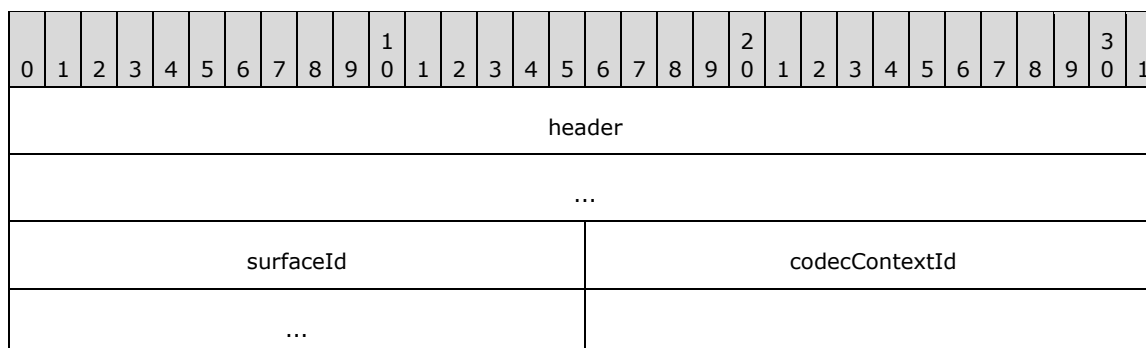 1 2 3
0 1 2 3 4 5 6 7 8 9 0 1 2 3 4 5 6 7 8 9 0 1 2 3 4 5 6 7 8 9 0 1
header
...
surfaceId codecContextId
...